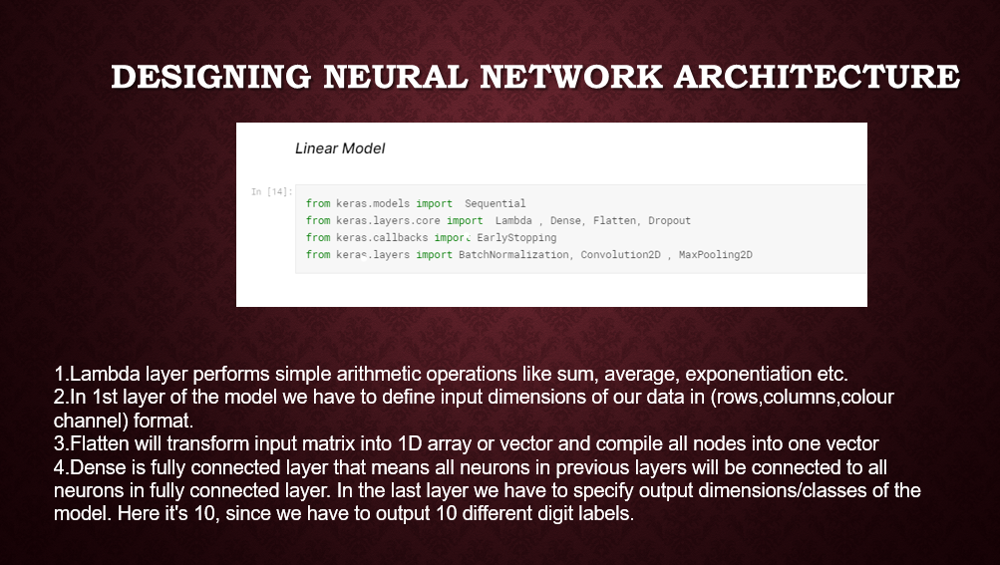 DESIGNING NEURAL NETWORK ARCHITECTURE
Linear Model
In [14]:
from keras.models import  Sequential
from keras.layers.core import  Lambda , Dense, Flatten, Dropout
from keras.callbacks import EarlyStopping
from keras.layers import BatchNormalization, Convolution2D , MaxPooling2D
1.Lambda layer performs simple arithmetic operations like sum, average, exponentiation etc.
2.In 1st layer of the model we have to define input dimensions of our data in (rows,columns,colour
channel) format.
3.Flatten will transform input matrix into 1D array or vector and compile all nodes into one vector
4.Dense is fully connected layer that means all neurons in previous layers will be connected to all
neurons in fully connected layer. In the last layer we have to specify output dimensions/classes of the
model. Here it's 10, since we have to output 10 different digit labels.